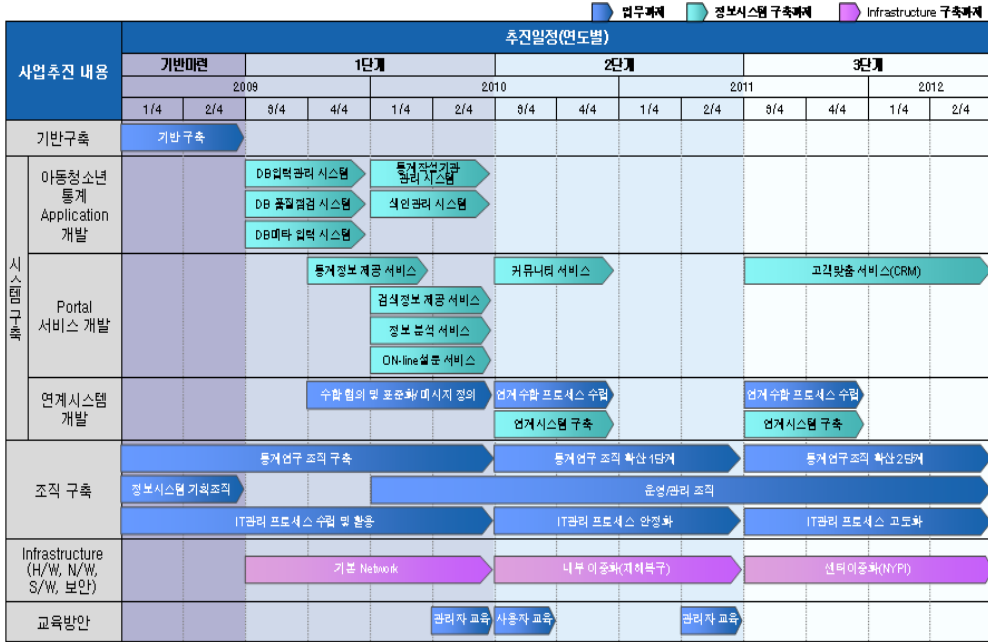 업무과제 정보시스템 구축과제 Infrastructure 구축과제
사업추진 내용
추진일정(년도별)
기반마련 1단계 2단계 3단계
2009 2010 2011 2012
1/4 2/4 3/4 4/4 1/4 2/4 3/4 4/4 1/4 2/4 3/4 4/4 1/4 2/4
기반구축
기반 구축
시스템 구축
아동청소년
통계
Application
개발
DB입력관리 시스템
통계작성기관
관리 시스템
DB 품질점검 시스템
색인관리 시스템
DB메타 입력 시스템
Portal
서비스 개발
통계정보 제공 서비스
커뮤니티 서비스
고객맞춤 서비스(CRM)
검색정보 제공 서비스
정보 분석 서비스
ON-line설문 서비스
연계시스템
개발
수합 협의 및 표준화/메시지 정의
연계 수합 프로세스 수립
연계 수합 프로세스 수립
연계시스템 구축
연계시스템 구축
조직 구축
통계연구 조직 구축
통계연구 조직 확산 1단계
통계연구 조직 확산 2단계
정보시스템 기획조직
운영/관리 조직
IT관리 프로세스 수립 및 활용
IT관리 프로세스 안정화
IT관리 프로세스 고도화
Infrastructure
(H/W, N/W,
S/W, 보안)
기본 Network
내부 이중화(재해복구)
센터이중화(NYPI)
교육방안
관리자 교육
사용자 교육
관리자 교육